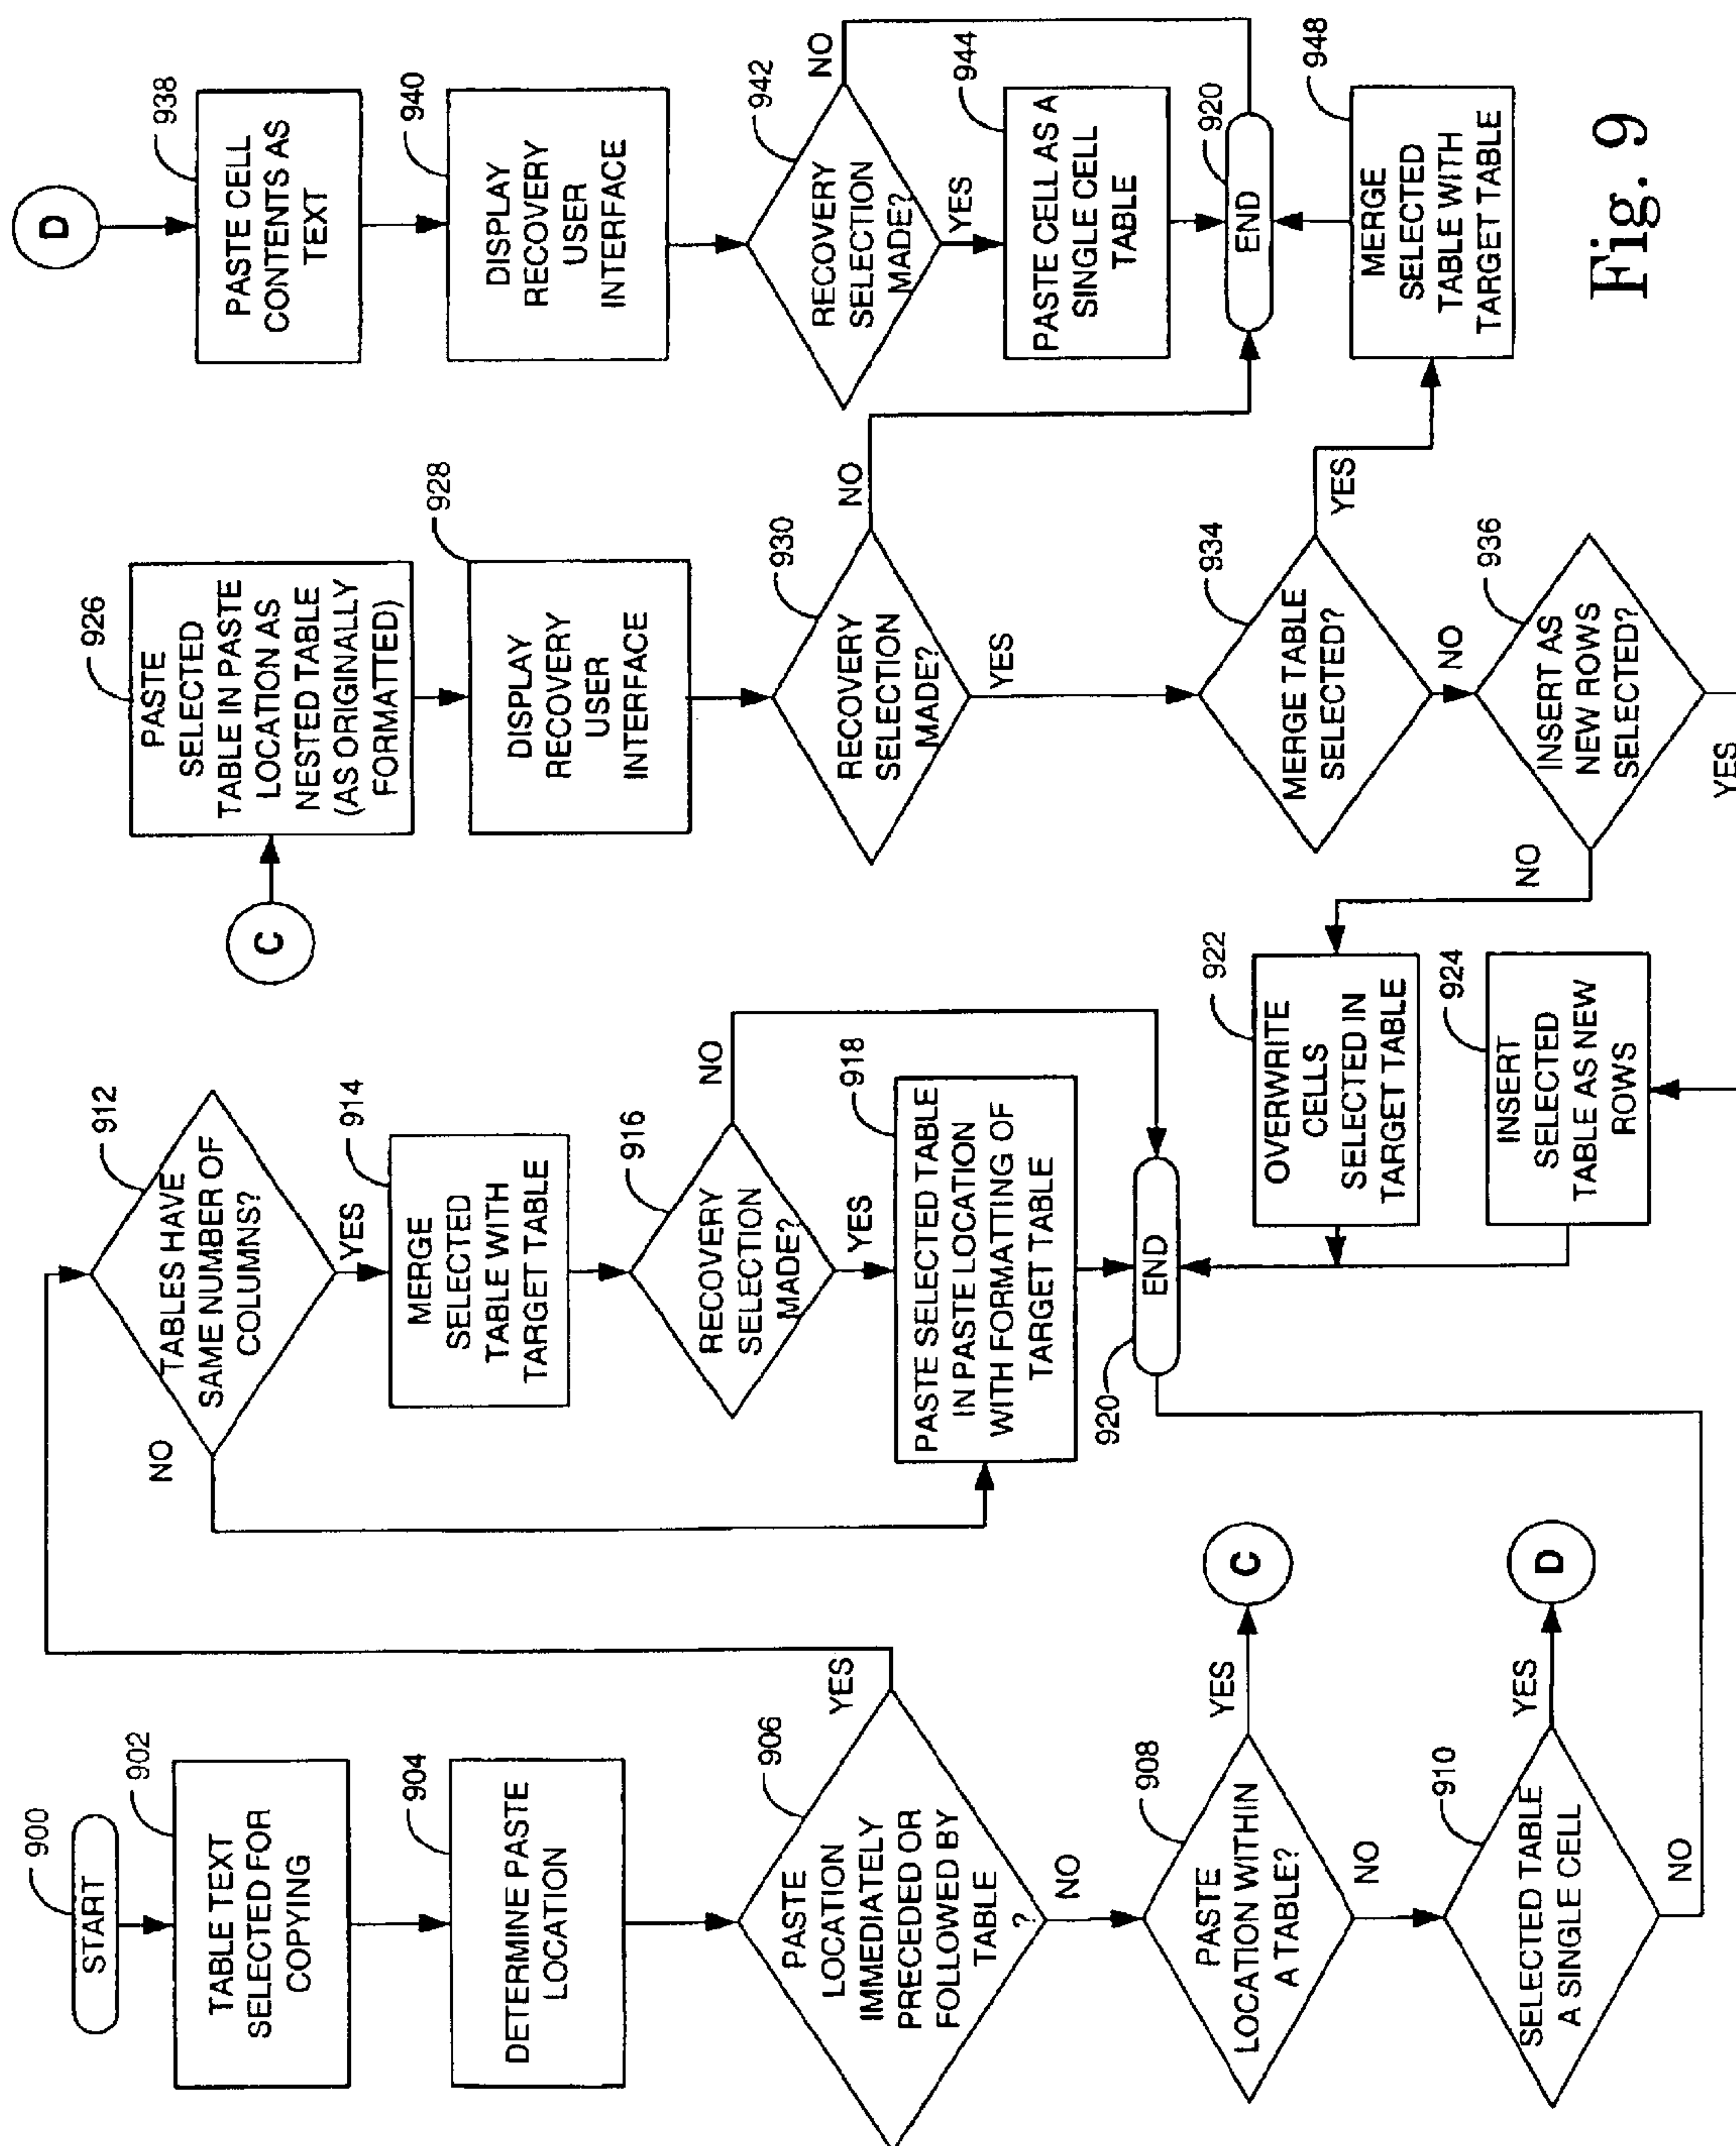 900
START
902
TABLE TEXT
SELECTED FOR
COPYING
904
DETERMINE PASTE
LOCATION
906
PASTE
LOCATION
IMMEDIATELY
PRECEDED OR
FOLLOWED BY
TABLE
?
YES
NO
908
PASTE
LOCATION WITHIN
A TABLE?
YES
C
NO
910
SELECTED TABLE
A SINGLE CELL
YES
D
NO
912
TABLES HAVE
SAME NUMBER OF
COLUMNS?
NO
YES
914
MERGE
SELECTED
TABLE WITH
TARGET TABLE
916
RECOVERY
SELECTION
MADE?
NO
YES
918
PASTE SELECTED TABLE
IN PASTE LOCATION
WITH FORMATTING OF
TARGET TABLE
920
END
922
OVERWRITE
CELLS
SELECTED IN
TARGET TABLE
924
INSERT
SELECTED
TABLE AS NEW
ROWS
C
926
PASTE
SELECTED
TABLE IN PASTE
LOCATION AS
NESTED TABLE
(AS ORIGINALLY
FORMATTED)
928
DISPLAY
RECOVERY
USER
INTERFACE
930
RECOVERY
SELECTION
MADE?
NO
YES
934
MERGE TABLE
SELECTED?
YES
NO
936
INSERT AS
NEW ROWS
SELECTED?
NO
YES
D
938
PASTE CELL
CONTENTS AS
TEXT
940
DISPLAY
RECOVERY
USER
INTERFACE
942
RECOVERY
SELECTION
MADE?
NO
YES
944
PASTE CELL AS A
SINGLE CELL
TABLE
920
END
948
MERGE
SELECTED
TABLE WITH
TARGET TABLE
Fig. 9